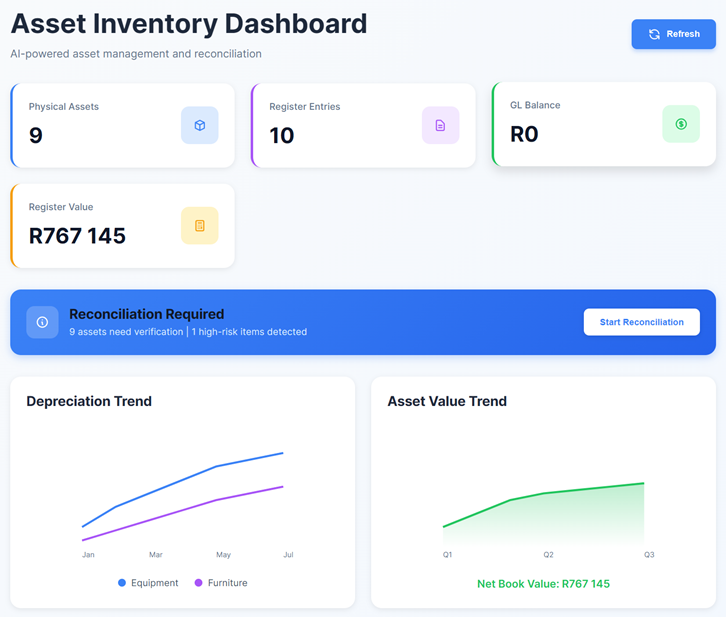 Asset Inventory Dashboard
AI-powered asset management and reconciliation
Refresh
Physical Assets
9
Register Entries
10
GL Balance
R0
Register Value
R767 145
Reconciliation Required
9 assets need verification | 1 high-risk items detected
Start Reconciliation
Depreciation Trend
Jan Mar May Jul
Equipment Furniture
Asset Value Trend
Q1 Q2 Q3
Net Book Value: R767 145